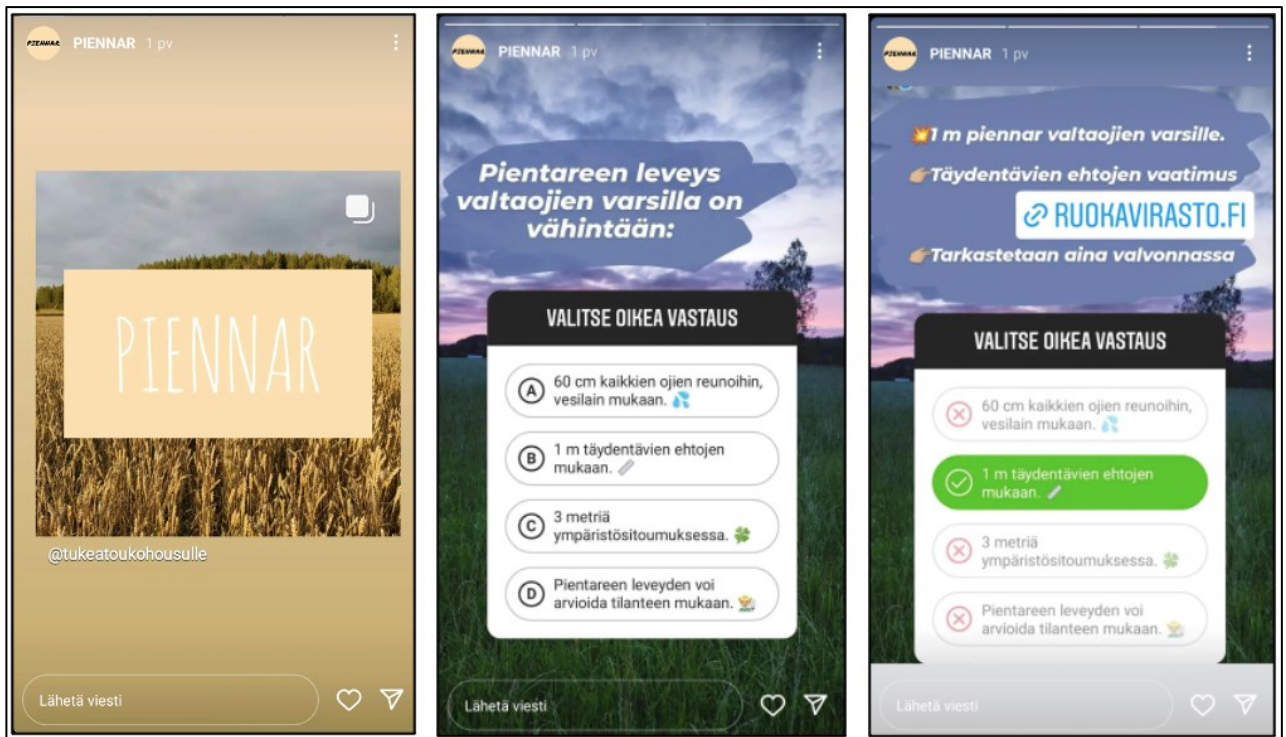 PIENNAR
PIENNAR 1 pv
PIENNAR
@tukeatoukohousulle
Lähetä viesti
PIENNAR
PIENNAR 1 pv
Pientareen leveys
valtaojien varsilla on
vähintään:
VALITSE OIKEA VASTAUS
A 60 cm kaikkien ojien reunoihin,
vesilain mukaan. 💦
B 1 m täydentävien ehtojen
mukaan. 📏
C 3 metriä
ympäristösitoumuksessa. 🍀
D Pientareen leveyden voi
arvioida tilanteen mukaan. 👨‍🌾
Lähetä viesti
PIENNAR
PIENNAR 1 pv
💥1 m piennar valtaojien varsille.
👉🏼Täydentävien ehtojen vaatimus
🔗 RUOKAVIRASTO.FI
👉🏼Tarkastetaan aina valvonnassa
VALITSE OIKEA VASTAUS
60 cm kaikkien ojien reunoihin,
vesilain mukaan. 💦
1 m täydentävien ehtojen
mukaan. 📏
3 metriä
ympäristösitoumuksessa. 🍀
Pientareen leveyden voi
arvioida tilanteen mukaan. 👨‍🌾
Lähetä viesti